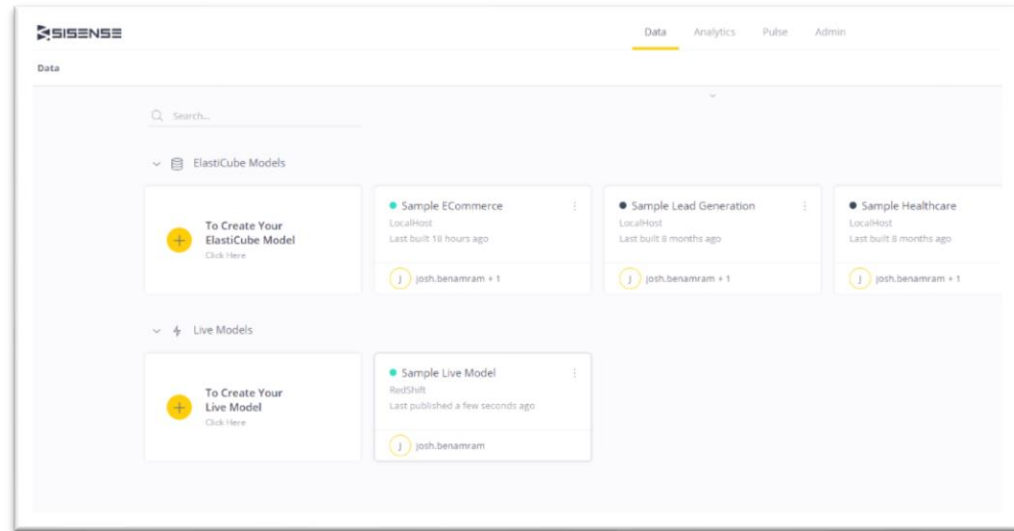 SISENSE
Data Analytics Pulse Admin
Data
Search...
ElastiCube Models
To Create Your
ElastiCube Model
Click Here
Sample ECommerce
LocalHost
Last built 18 hours ago
J josh.benamram + 1
Sample Lead Generation
LocalHost
Last built 8 months ago
J josh.benamram + 1
Sample Healthcare
LocalHost
Last built 8 months ago
J josh.benamram + 1
Live Models
To Create Your
Live Model
Click Here
Sample Live Model
RedShift
Last published a few seconds ago
J josh.benamram